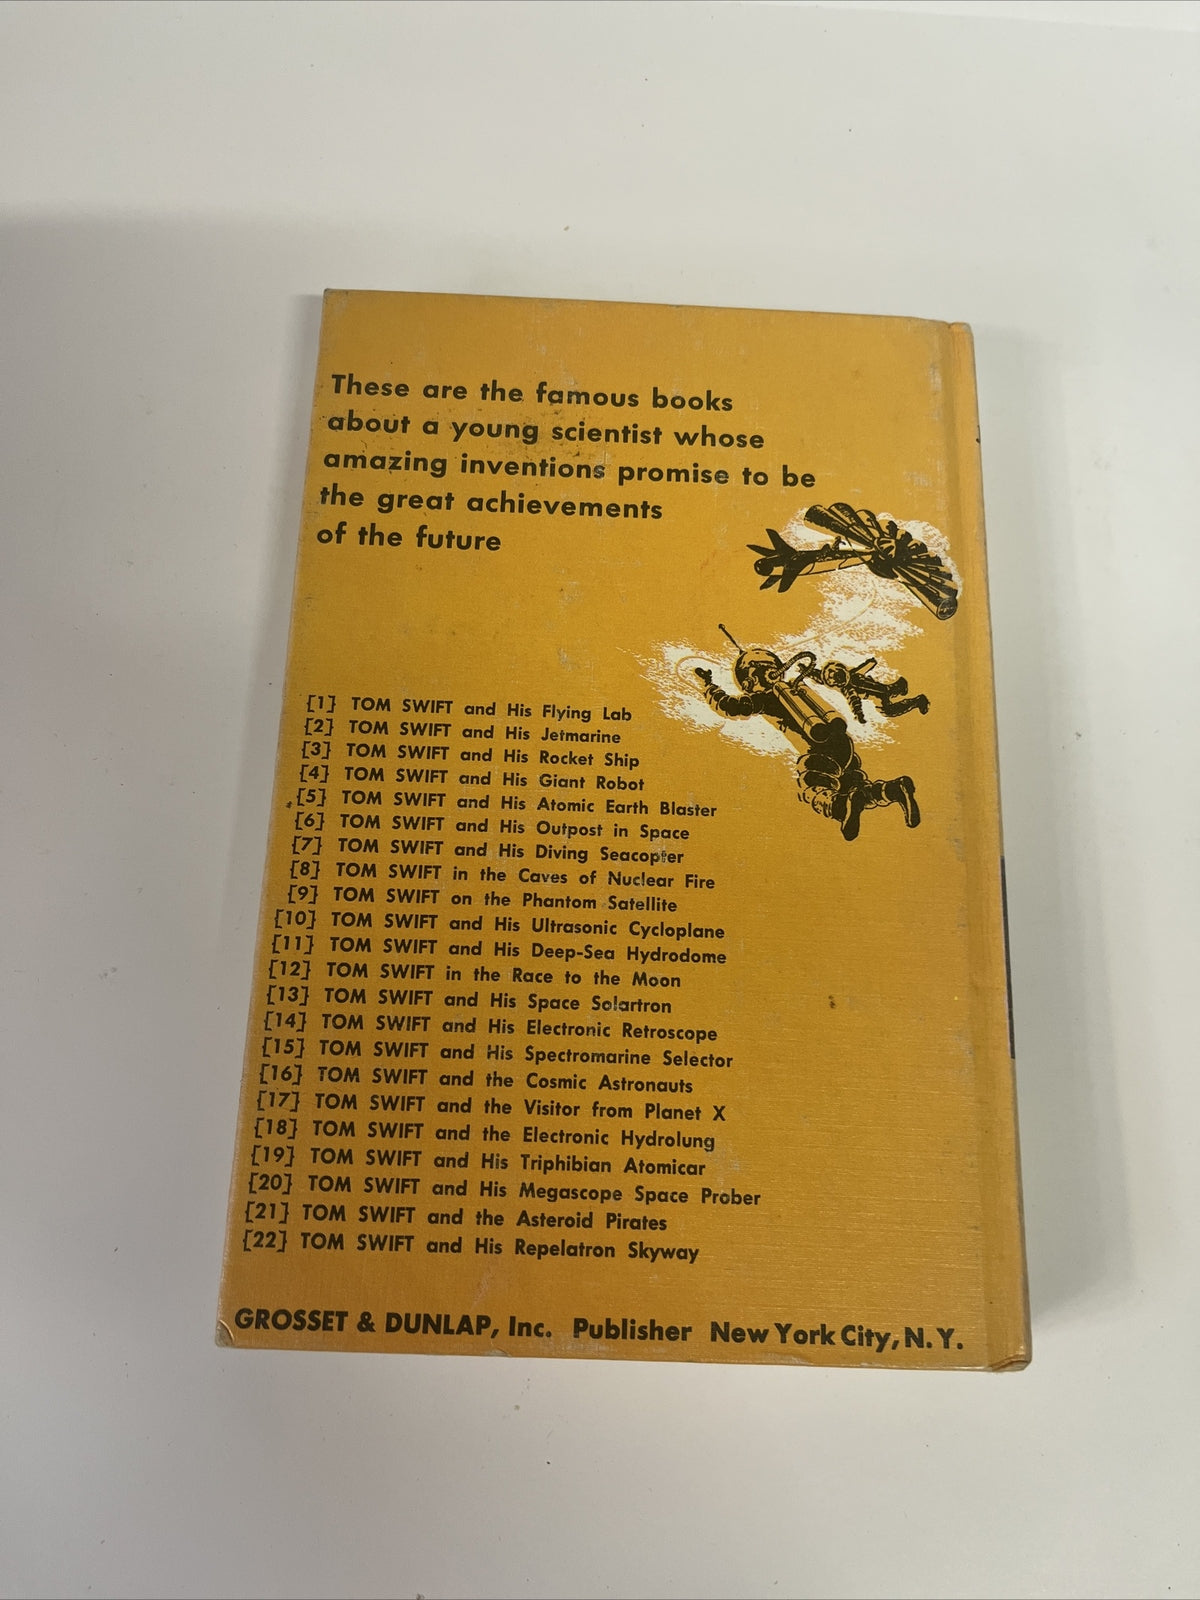 These are the famous books
about a young scientist whose
amazing inventions promise to be
the great achievements
of the future
[1] TOM SWIFT and His Flying Lab
[2] TOM SWIFT and His Jetmarine
[3] TOM SWIFT and His Rocket Ship
[4] TOM SWIFT and His Giant Robot
[5] TOM SWIFT and His Atomic Earth Blaster
[6] TOM SWIFT and His Outpost in Space
[7] TOM SWIFT and His Diving Seacopter
[8] TOM SWIFT in the Caves of Nuclear Fire
[9] TOM SWIFT on the Phantom Satellite
[10] TOM SWIFT and His Ultrasonic Cycloplane
[11] TOM SWIFT and His Deep-Sea Hydrodome
[12] TOM SWIFT in the Race to the Moon
[13] TOM SWIFT and His Space Solartron
[14] TOM SWIFT and His Electronic Retroscope
[15] TOM SWIFT and His Spectromarine Selector
[16] TOM SWIFT and the Cosmic Astronauts
[17] TOM SWIFT and the Visitor from Planet X
[18] TOM SWIFT and the Electronic Hydrolung
[19] TOM SWIFT and His Triphibian Atomicar
[20] TOM SWIFT and His Megascope Space Prober
[21] TOM SWIFT and the Asteroid Pirates
[22] TOM SWIFT and His Repelatron Skyway
GROSSET & DUNLAP, Inc. Publisher New York City, N. Y.